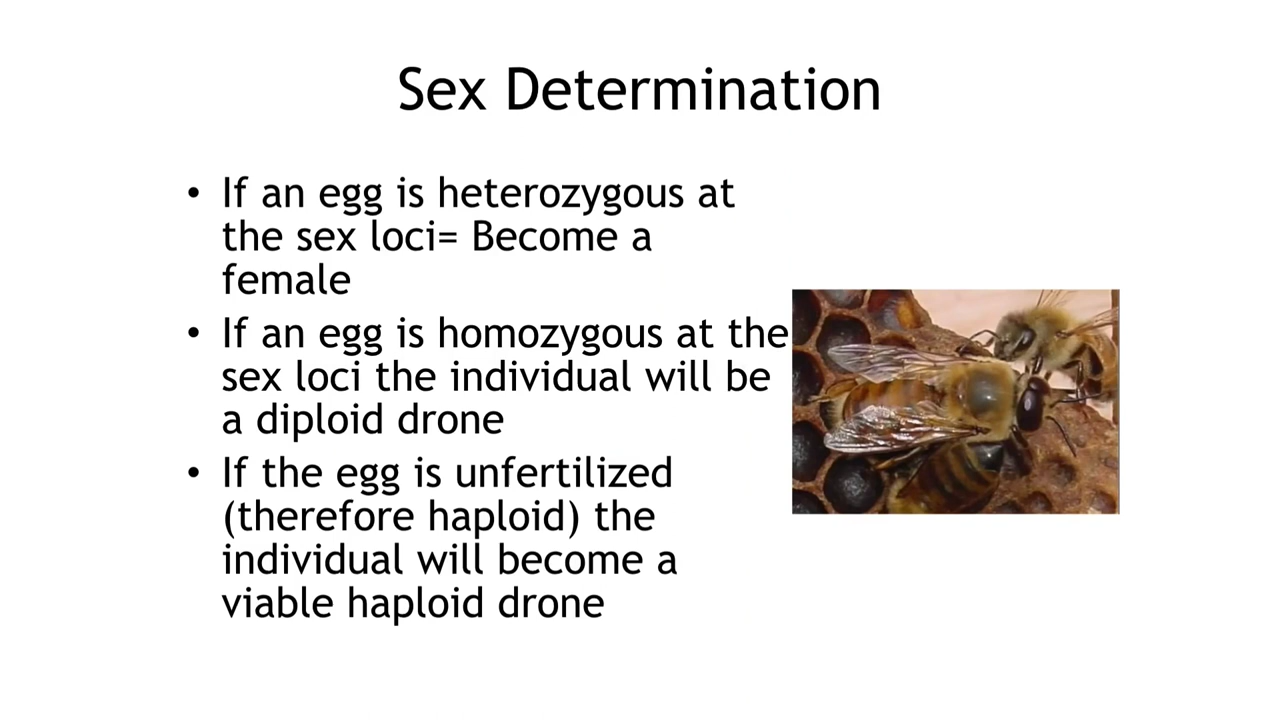 Sex Determination
• If an egg is heterozygous at
the sex loci= Become a
female
• If an egg is homozygous at the
sex loci the individual will be
a diploid drone
• If the egg is unfertilized
(therefore haploid) the
individual will become a
viable haploid drone